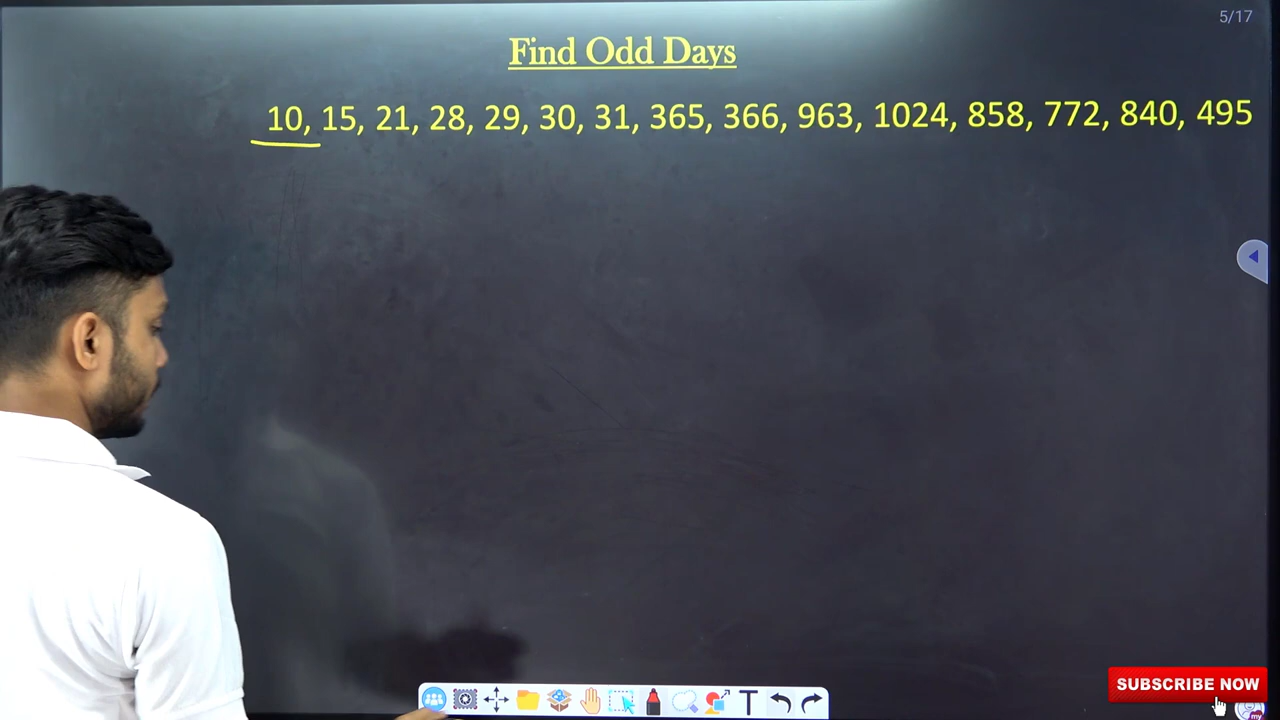 5/17
Find Odd Days
10, 15, 21, 28, 29, 30, 31, 365, 366, 963, 1024, 858, 772, 840, 495
T
SUBSCRIBE NOW